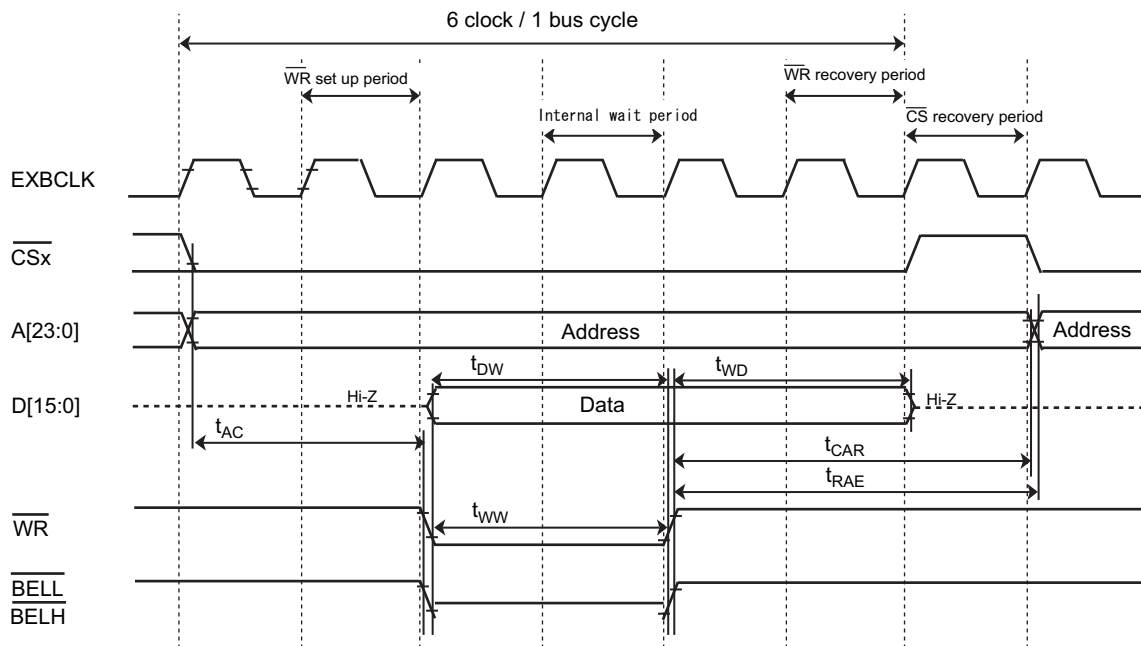 6 clock / 1 bus cycle
WR set up period
WR recovery period
Internal wait period
CS recovery period
EXBCLK
CSx
A[23:0]
Address
Address
tDW
tWD
D[15:0]
Hi-Z
Data
Hi-Z
tAC
tCAR
tRAE
WR
tWW
BELL
BELH